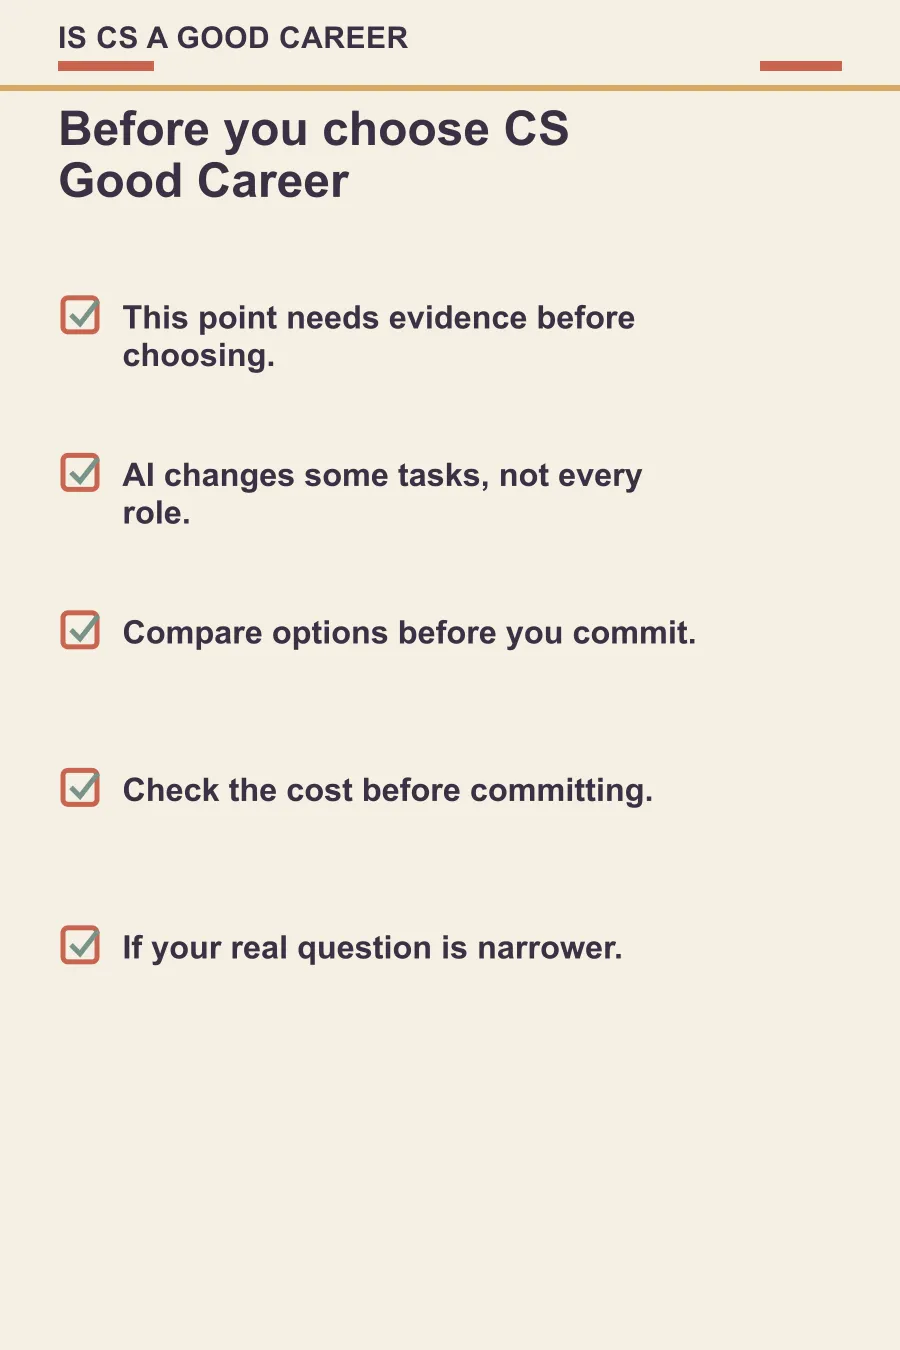 IS CS A GOOD CAREER
Before you choose CS
Good Career
This point needs evidence before
choosing.
AI changes some tasks, not every
role.
Compare options before you commit.
Check the cost before committing.
If your real question is narrower.